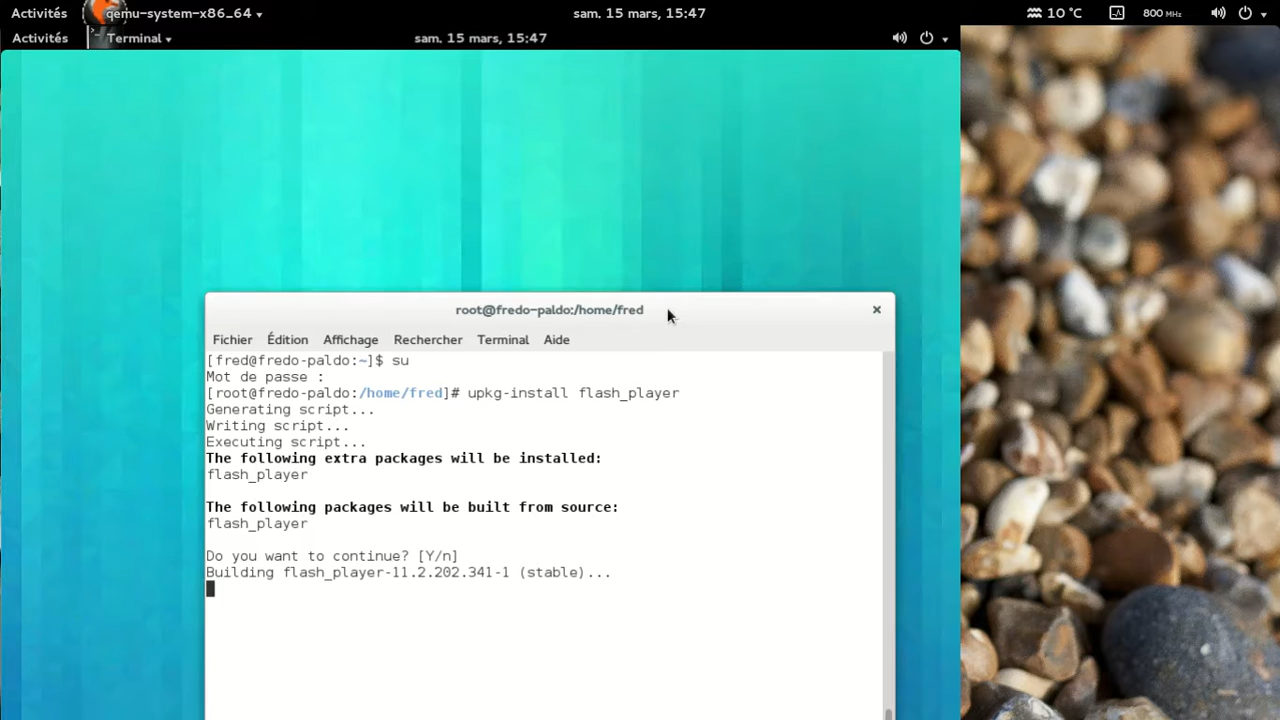 Activités qemu-system-x86_64 sam. 15 mars, 15:47 10 °C 800 MHz
Activités Terminal sam. 15 mars, 15:47
root@fredo-paldo:/home/fred
Fichier Édition Affichage Rechercher Terminal Aide
[fred@fredo-paldo:~]$ su
Mot de passe :
[root@fredo-paldo:/home/fred]# upkg-install flash_player
Generating script...
Writing script...
Executing script...
The following extra packages will be installed:
flash_player
The following packages will be built from source:
flash_player
Do you want to continue? [Y/n]
Building flash_player-11.2.202.341-1 (stable)...